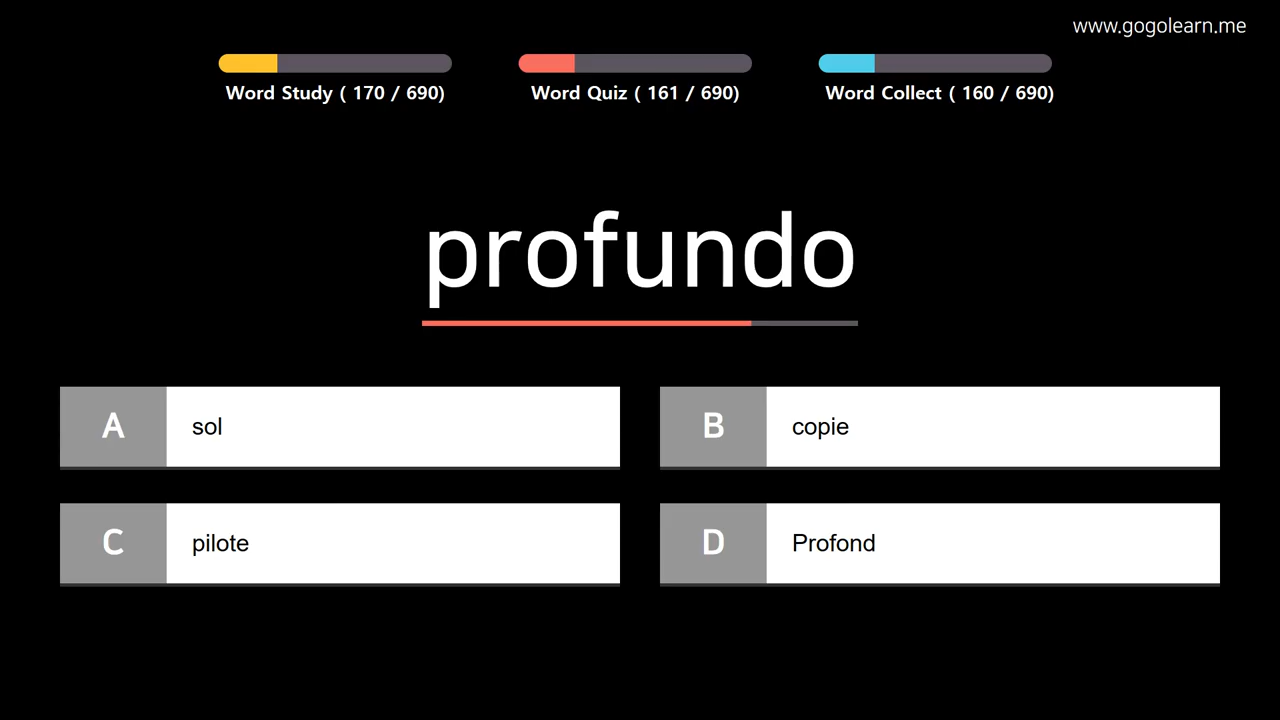 www.gogolearn.me
Word Study ( 170 / 690)
Word Quiz ( 161 / 690)
Word Collect ( 160 / 690)
profundo
A sol
B copie
C pilote
D Profond